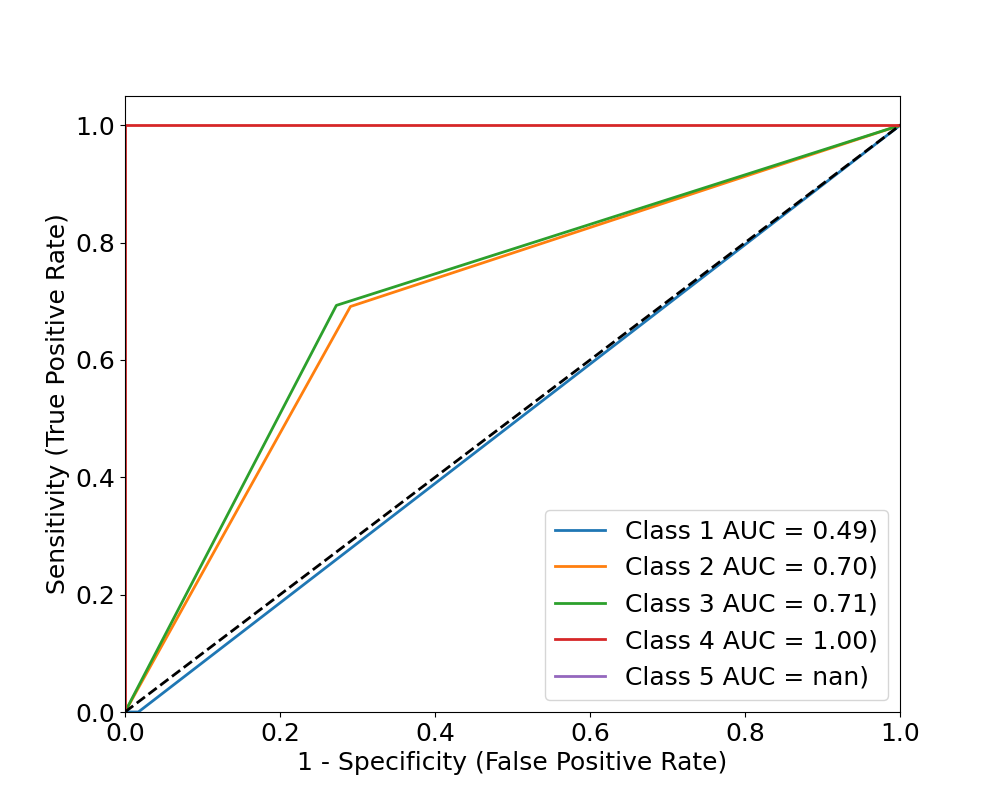 1.0
0.8
0.6
0.4
0.2
0.0
Sensitivity (True Positive Rate)
Class 1 AUC = 0.49)
Class 2 AUC = 0.70)
Class 3 AUC = 0.71)
Class 4 AUC = 1.00)
Class 5 AUC = nan)
0.0 0.2 0.4 0.6 0.8 1.0
1 - Specificity (False Positive Rate)